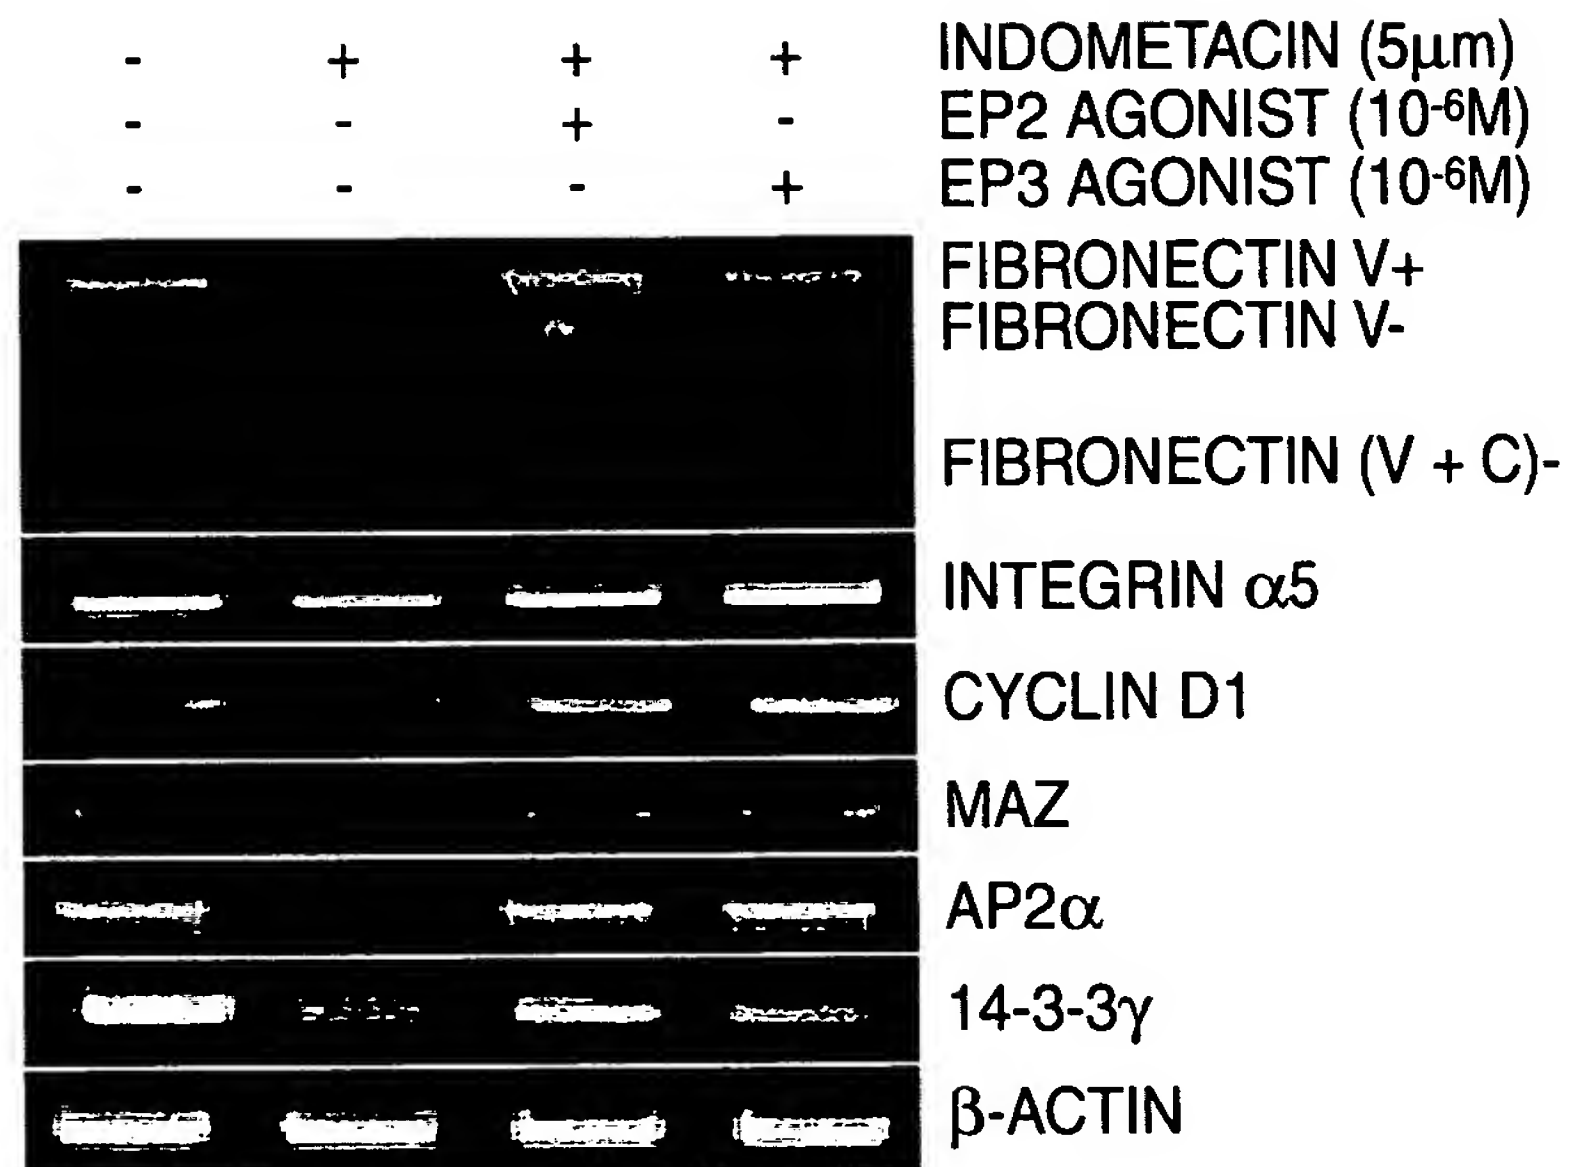 - + + + INDOMETACIN (5μm)
- - + - EP2 AGONIST (10-6M)
- - - + EP3 AGONIST (10-6M)
FIBRONECTIN V+
FIBRONECTIN V-
FIBRONECTIN (V + C)-
INTEGRIN α5
CYCLIN D1
MAZ
AP2α
14-3-3γ
β-ACTIN